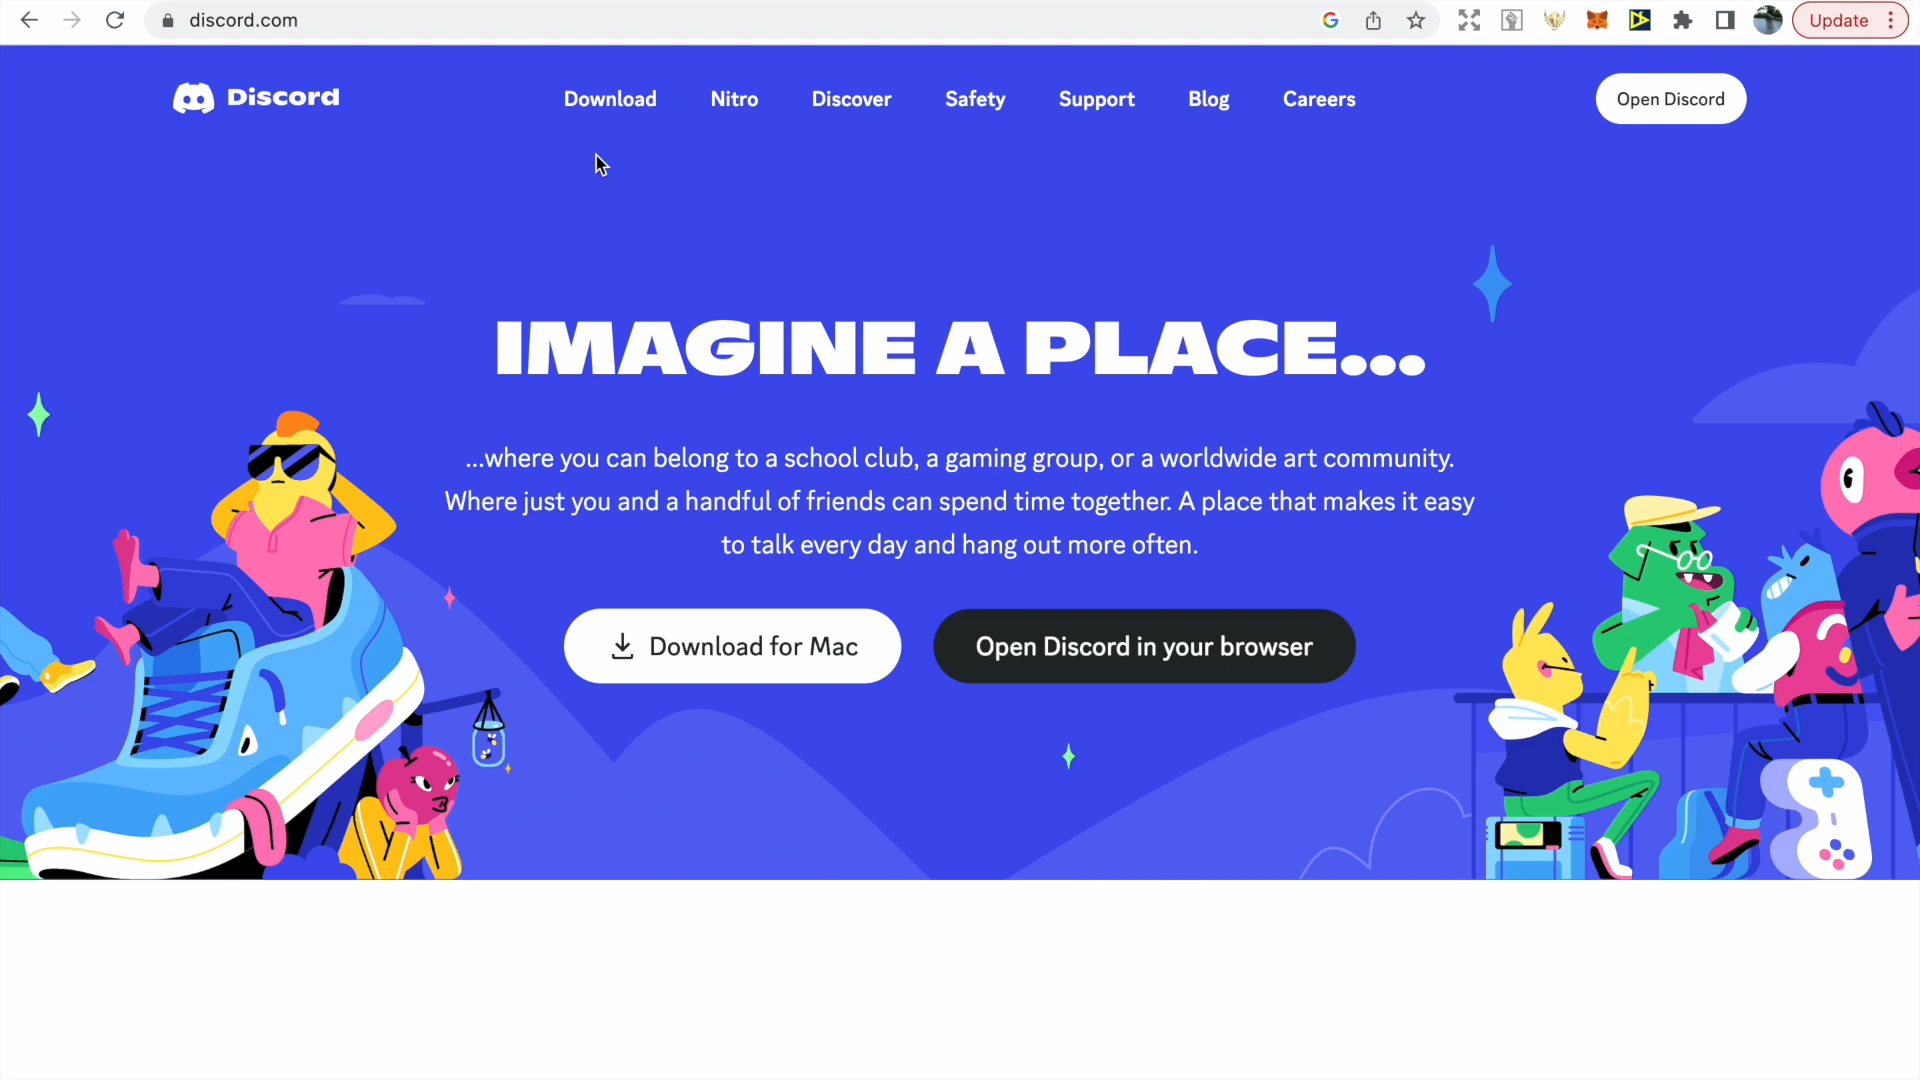 discord.com
Update
Discord
Download
Nitro
Discover
Safety
Support
Blog
Careers
Open Discord
IMAGINE A PLACE...
...where you can belong to a school club, a gaming group, or a worldwide art community.
Where just you and a handful of friends can spend time together. A place that makes it easy
to talk every day and hang out more often.
Download for Mac
Open Discord in your browser